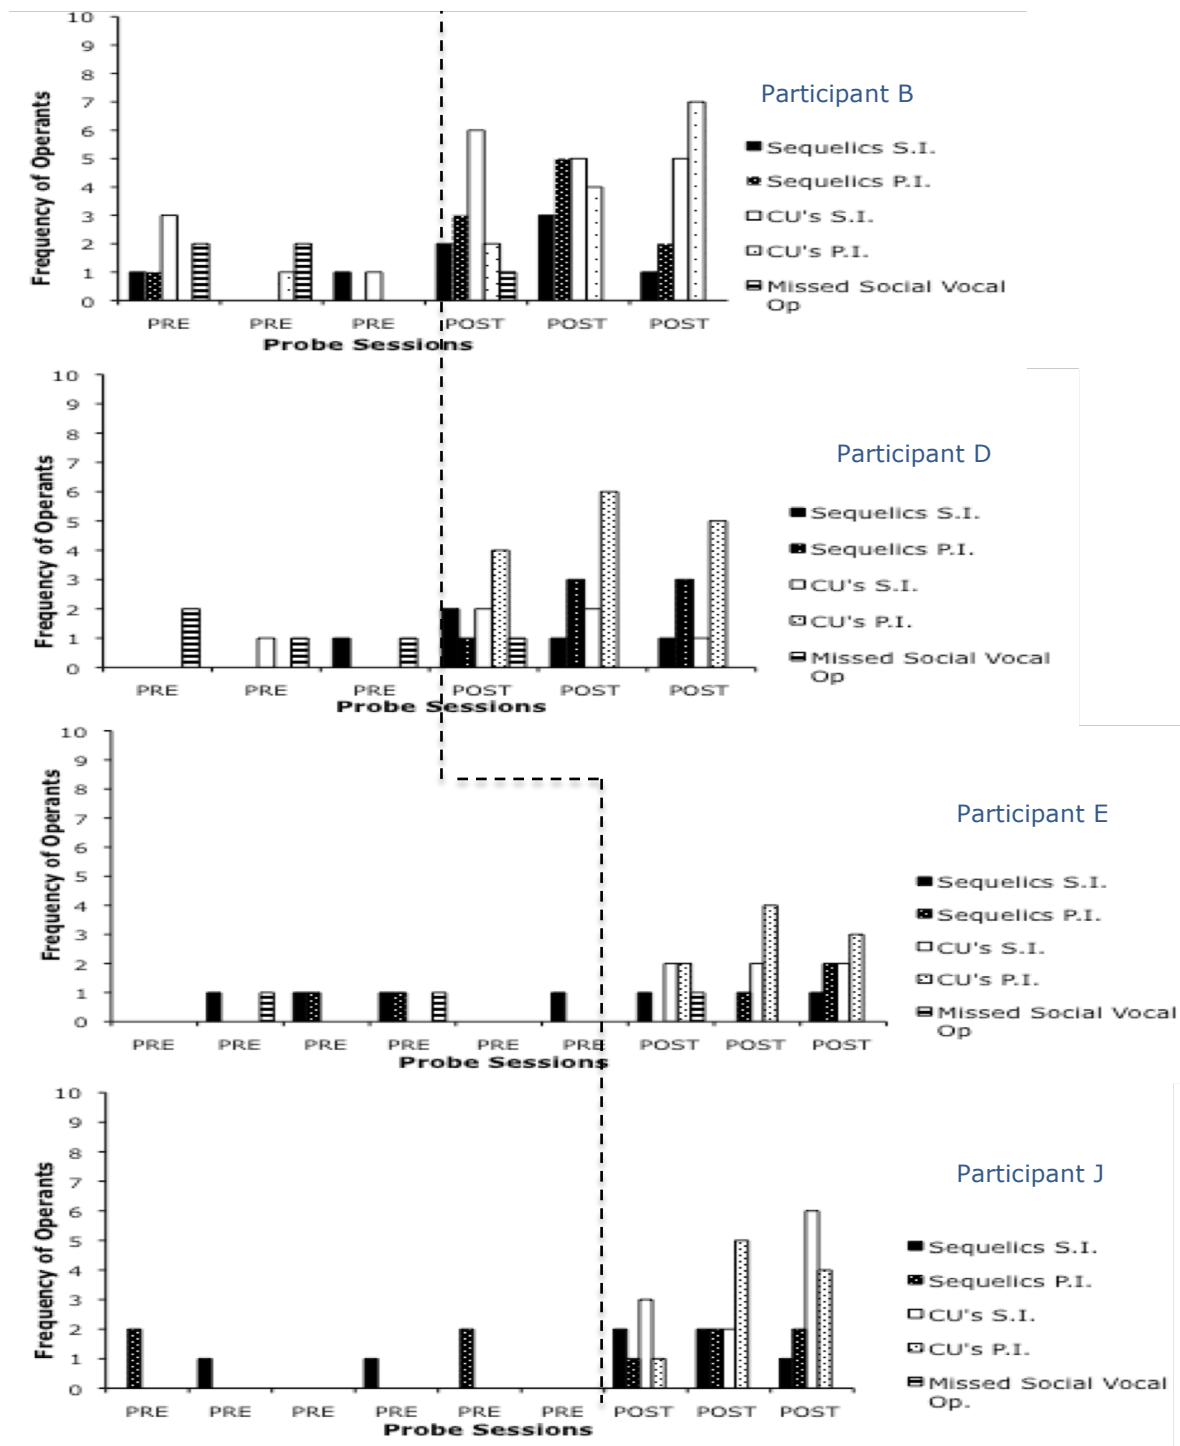 Frequency of Operants
10
9
8
7
6
5
4
3
2
1
0
PRE PRE PRE POST POST POST
Probe Sessions
Participant B
Sequelics S.I.
Sequelics P.I.
CU's S.I.
CU's P.I.
Missed Social Vocal
Op
Frequency of Operants
10
9
8
7
6
5
4
3
2
1
0
PRE PRE PRE POST POST POST
Probe Sessions
Participant D
Sequelics S.I.
Sequelics P.I.
CU's S.I.
CU's P.I.
Missed Social Vocal
Op
Frequency of Operants
10
9
8
7
6
5
4
3
2
1
0
PRE PRE PRE PRE PRE PRE POST POST POST
Probe Sessions
Participant E
Sequelics S.I.
Sequelics P.I.
CU's S.I.
CU's P.I.
Missed Social Vocal
Op
Frequency of Operants
10
9
8
7
6
5
4
3
2
1
0
PRE PRE PRE PRE PRE PRE POST POST POST
Probe Sessions
Participant J
Sequelics S.I.
Sequelics P.I.
CU's S.I.
CU's P.I.
Missed Social Vocal
Op.